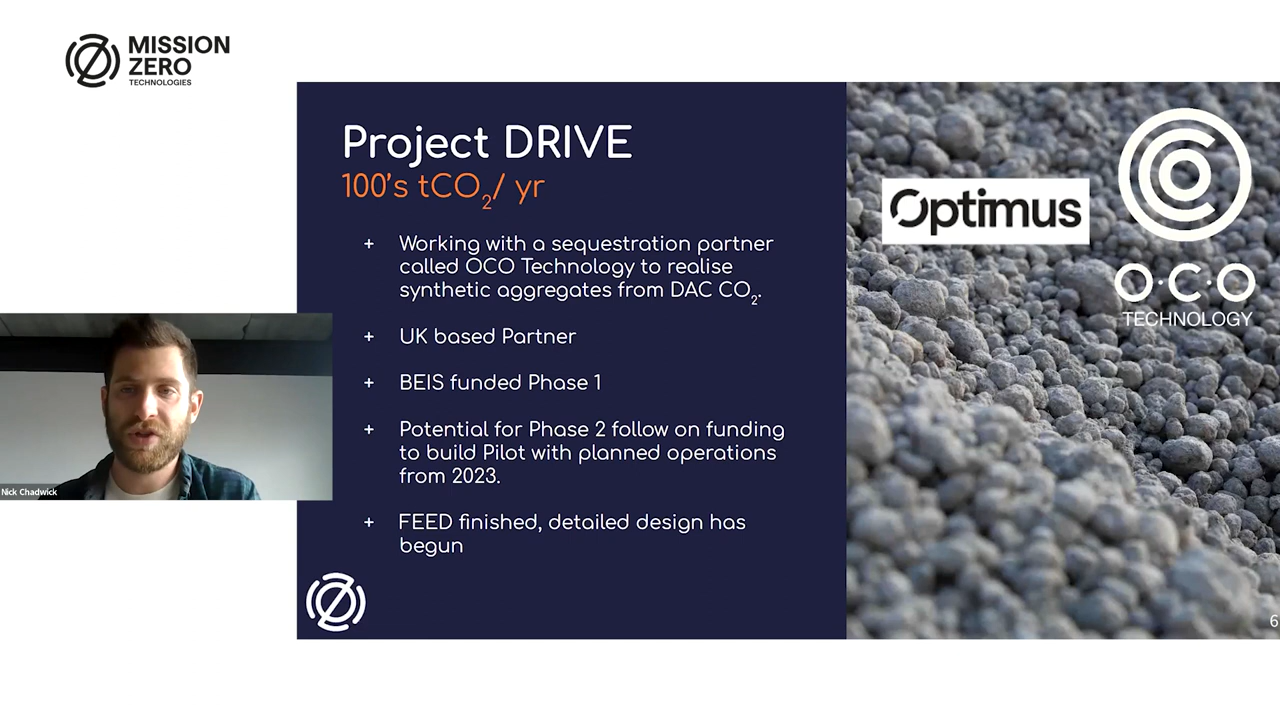 MISSION
ZERO
TECHNOLOGIES
Project DRIVE
100's tCO₂/ yr
+ Working with a sequestration partner
called OCO Technology to realise
synthetic aggregates from DAC CO₂.
+ UK based Partner
+ BEIS funded Phase 1
+ Potential for Phase 2 follow on funding
to build Pilot with planned operations
from 2023.
+ FEED finished, detailed design has
begun
Optimus
O·C·O
TECHNOLOGY
Nick Chadwick
6